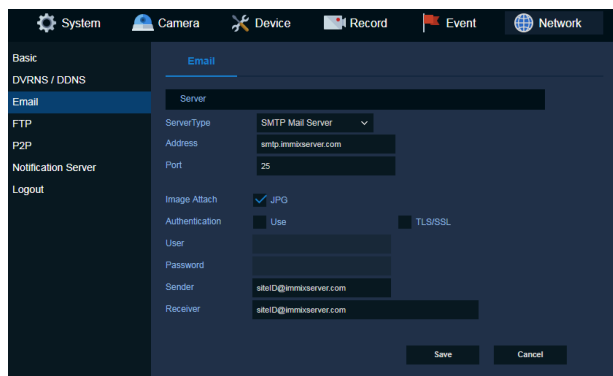 System Camera Device Record Event Network
Basic
DVRNS / DDNS
Email
FTP
P2P
Notification Server
Logout
Email
Server
ServerType SMTP Mail Server
Address smtp.immixserver.com
Port 25
Image Attach JPG
Authentication Use TLS/SSL
User
Password
Sender siteID@immixserver.com
Receiver siteID@immixserver.com
Save Cancel